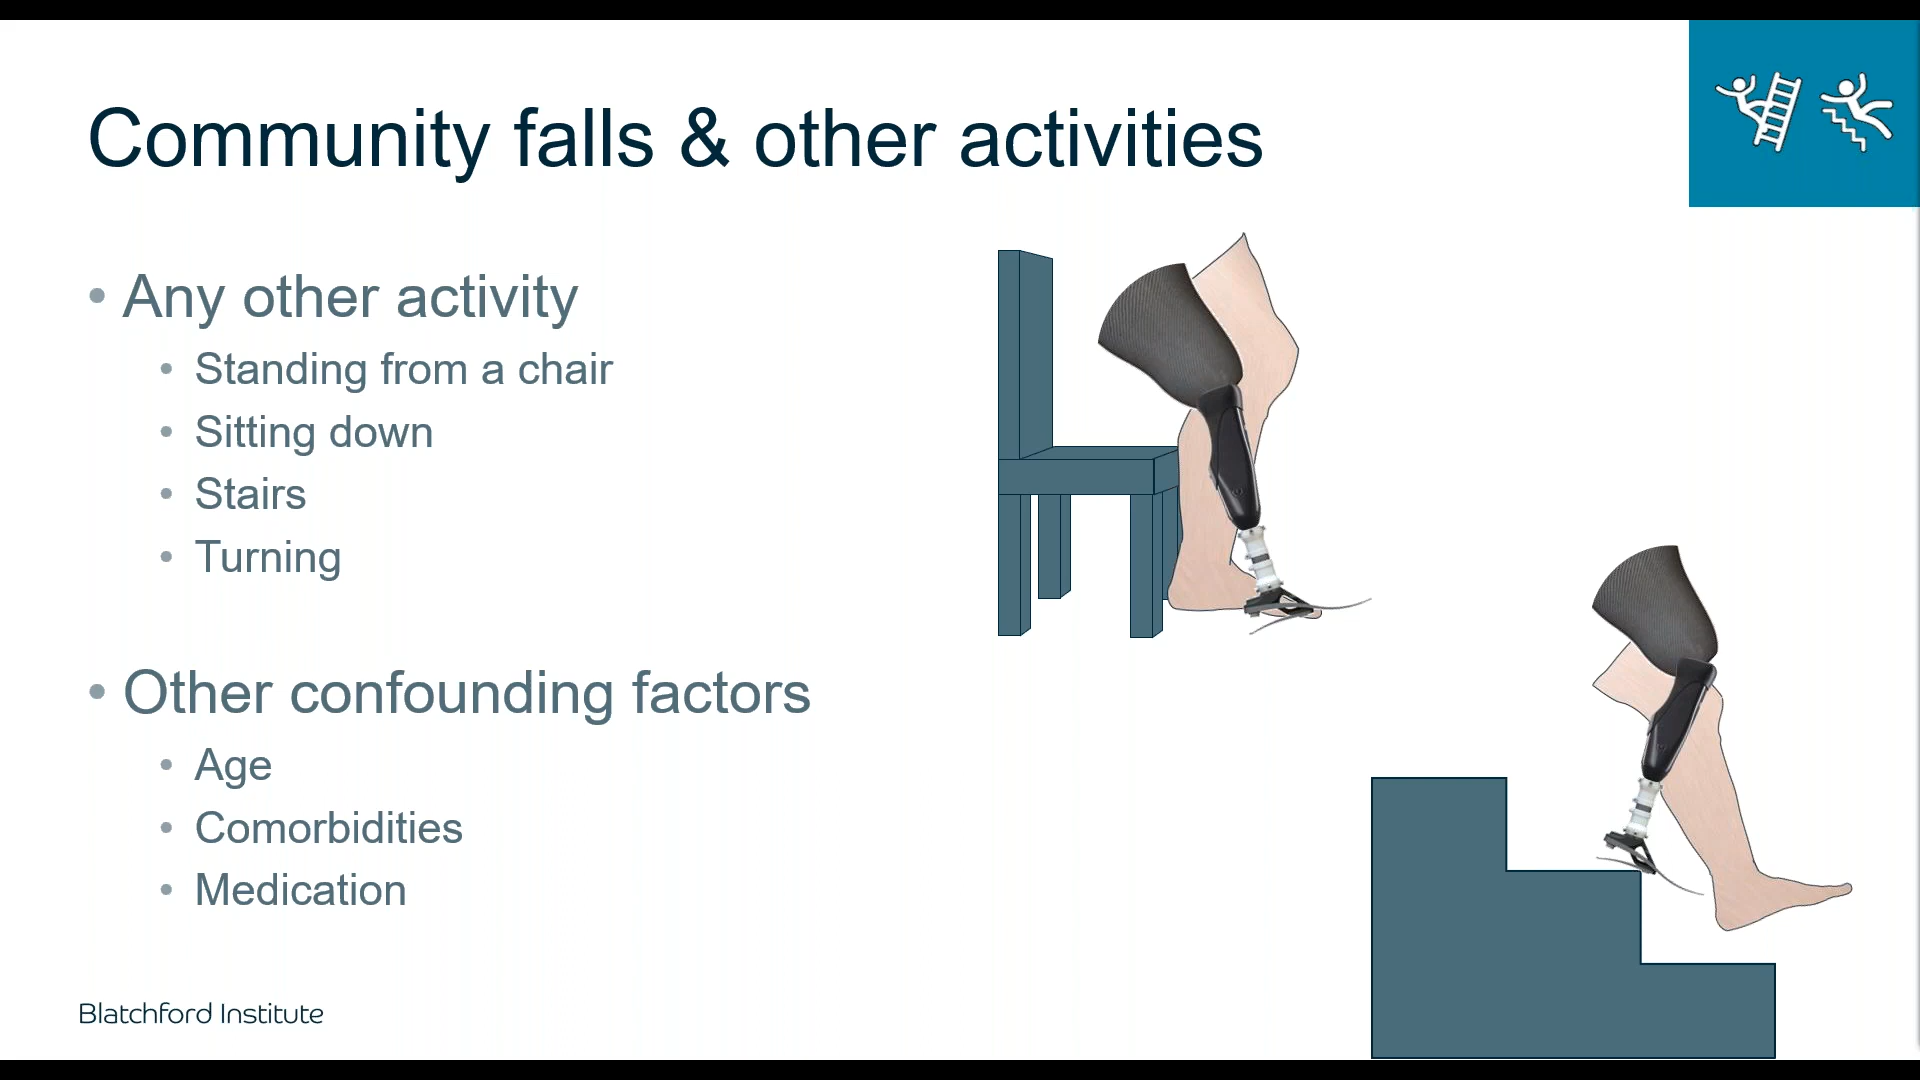 Community falls & other activities
• Any other activity
• Standing from a chair
• Sitting down
• Stairs
• Turning
• Other confounding factors
• Age
• Comorbidities
• Medication
Blatchford Institute